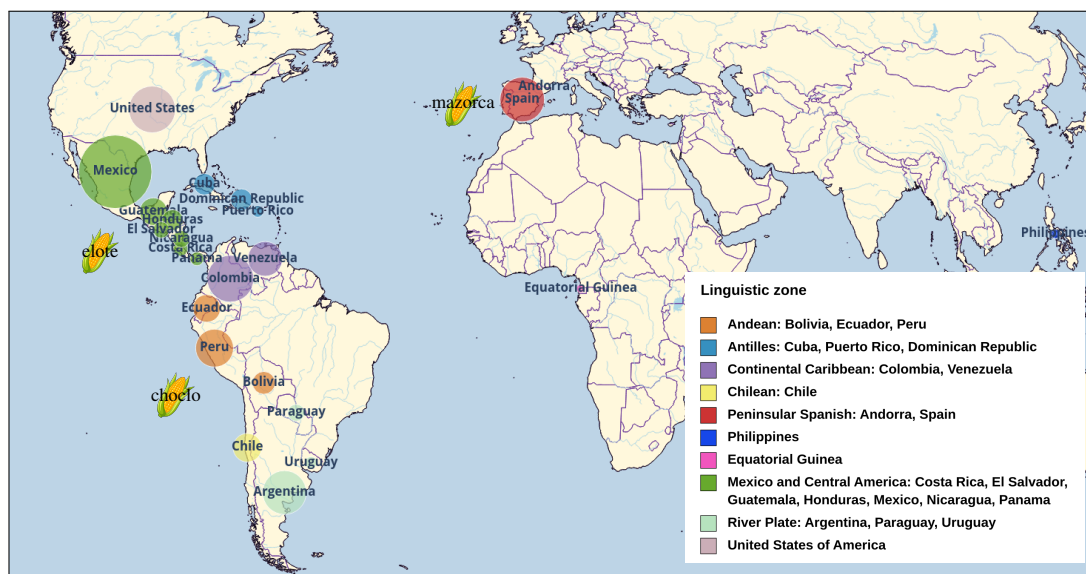 United States
Andorra
Spain
mazorca
Mexico
Cuba
Dominican Republic
Puerto Rico
Guatemala
Honduras
El Salvador
Nicaragua
Costa Rica
Panama
elote
Venezuela
Colombia
Philippines
Equatorial Guinea
Ecuador
Peru
Bolivia
choclo
Paraguay
Chile
Uruguay
Argentina
Linguistic zone
Andean: Bolivia, Ecuador, Peru
Antilles: Cuba, Puerto Rico, Dominican Republic
Continental Caribbean: Colombia, Venezuela
Chilean: Chile
Peninsular Spanish: Andorra, Spain
Philippines
Equatorial Guinea
Mexico and Central America: Costa Rica, El Salvador,
Guatemala, Honduras, Mexico, Nicaragua, Panama
River Plate: Argentina, Paraguay, Uruguay
United States of America